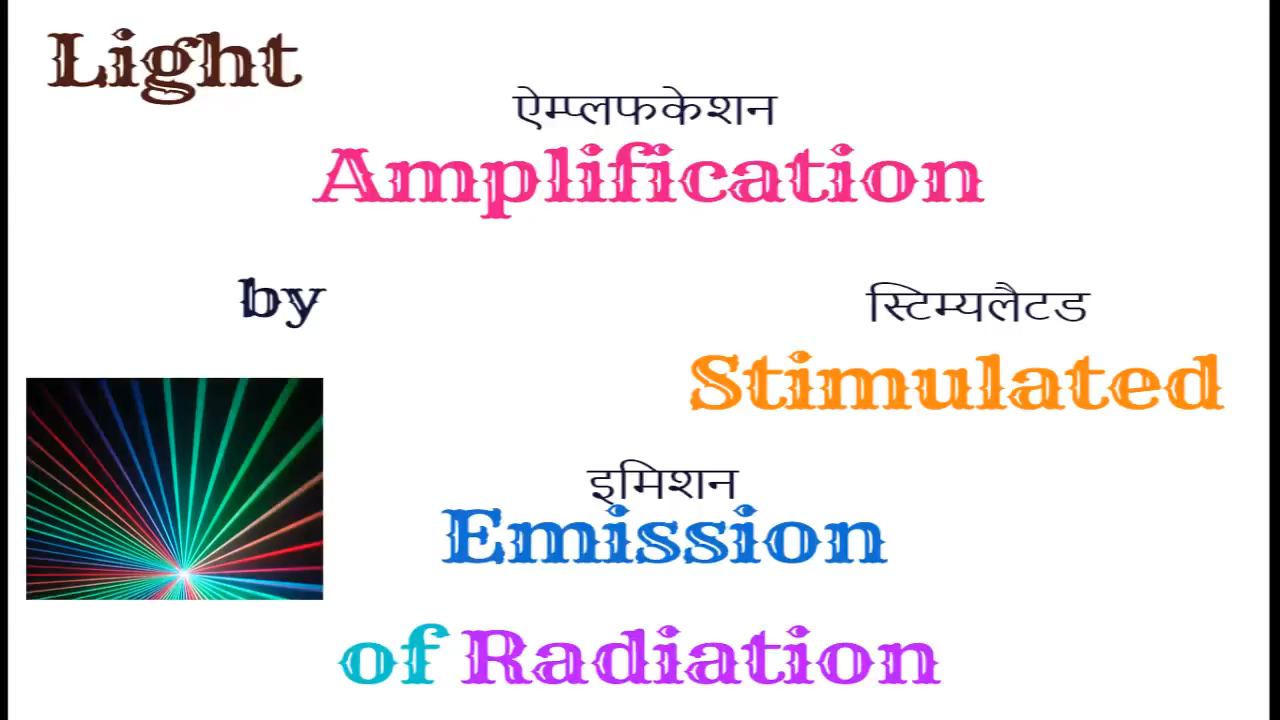 Light
ऐम्प्लफकेशन
Amplification
by
स्टिम्यलैटड
Stimulated
इमिशन
Emission
of Radiation